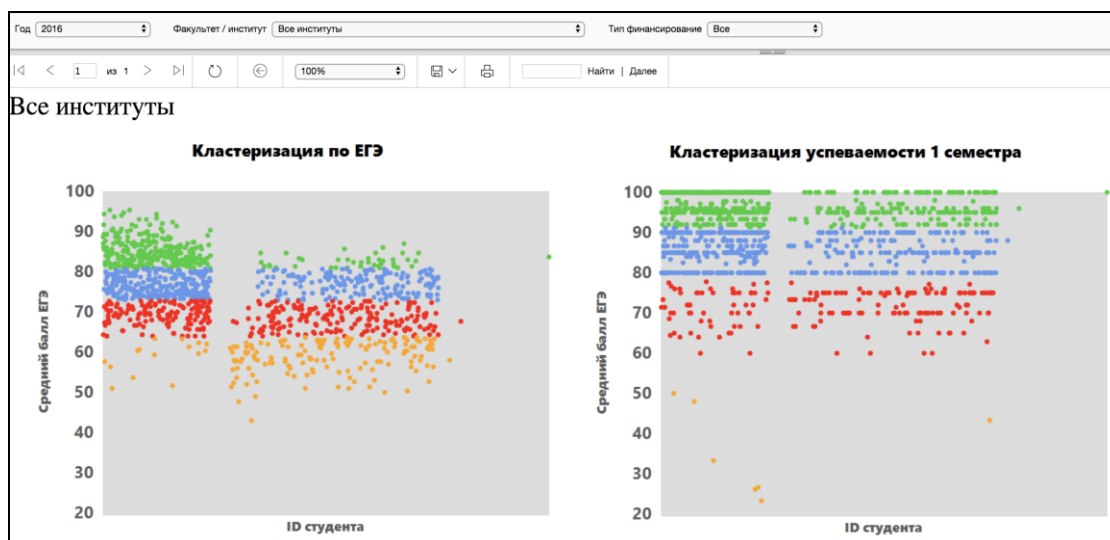 Год 2016 Факультет / институт Все институты Тип финансирование Все
1 из 1 100% Найти | Далее
Все институты
Кластеризация по ЕГЭ
Средний балл ЕГЭ
100
90
80
70
60
50
40
30
20
ID студента
Кластеризация успеваемости 1 семестра
Средний балл ЕГЭ
100
90
80
70
60
50
40
30
20
ID студента